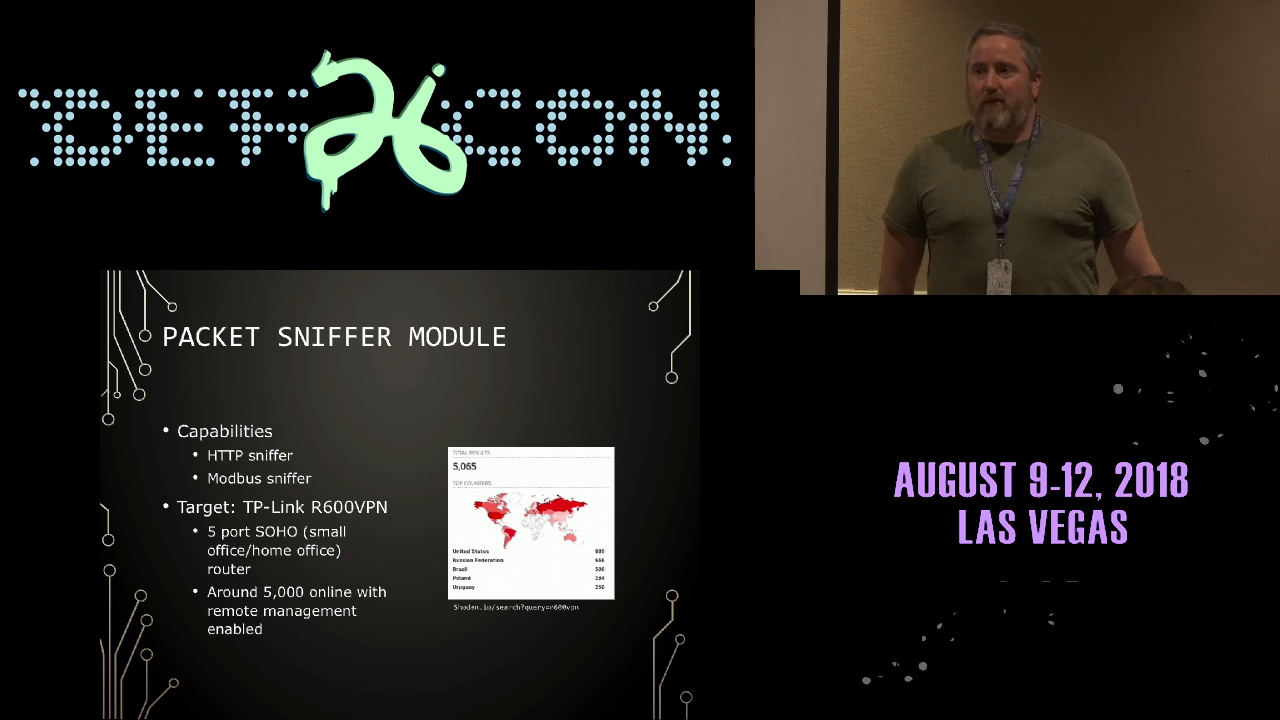 DEF 26 CON
PACKET SNIFFER MODULE
• Capabilities
• HTTP sniffer
• Modbus sniffer
• Target: TP-Link R600VPN
• 5 port SOHO (small
office/home office)
router
• Around 5,000 online with
remote management
enabled
TOTAL RESULTS
5,065
TOP COUNTRIES
United States
Russian Federation
Brazil
Poland
Uruguay
Shodan.io/search?query=r600vpn
AUGUST 9-12, 2018
LAS VEGAS